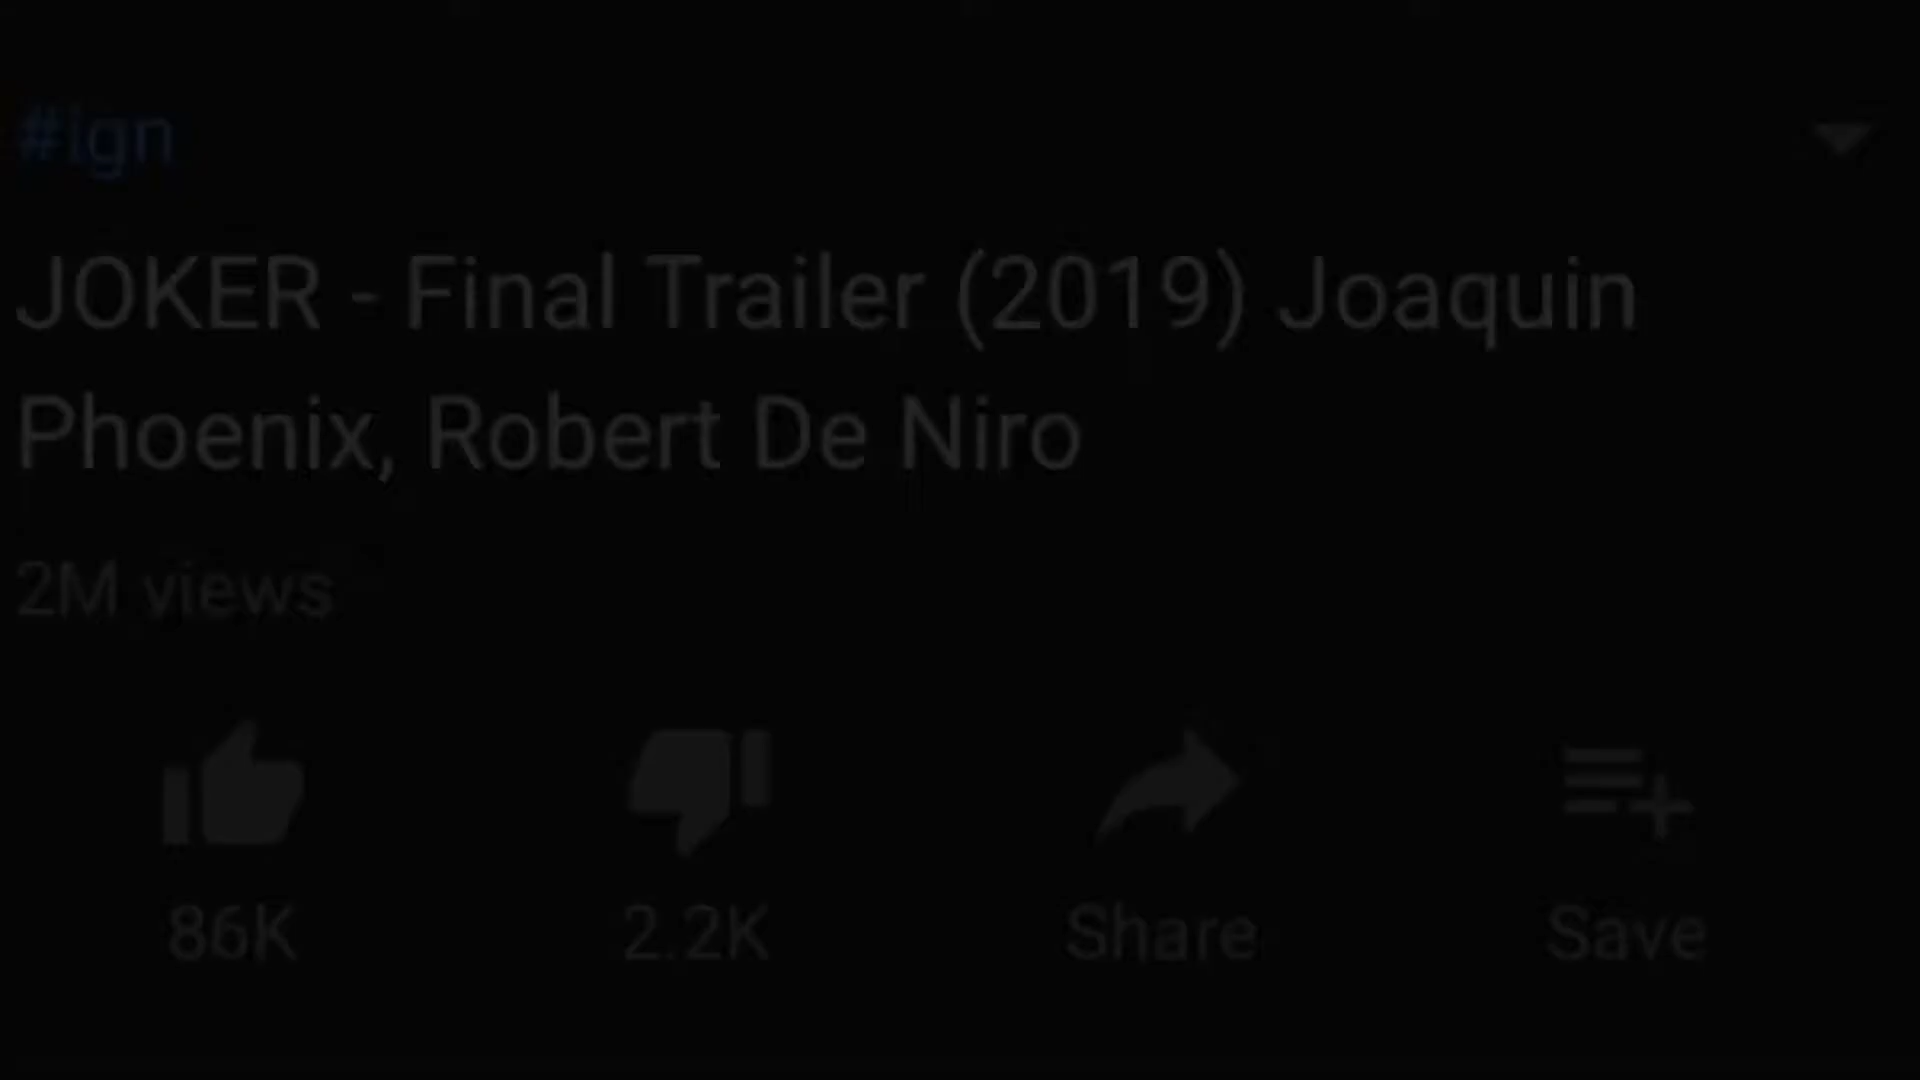 #Ign
JOKER - Final Trailer (2019) Joaquin
Phoenix, Robert De Niro
2M views
86K
2.2K
Share
Save